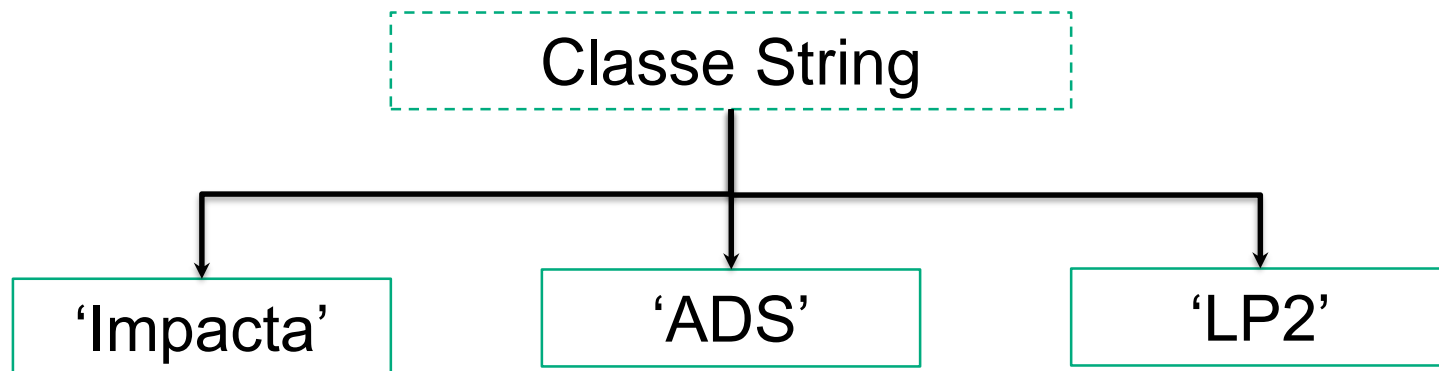 Classe String
‘Impacta’
‘ADS’
‘LP2’